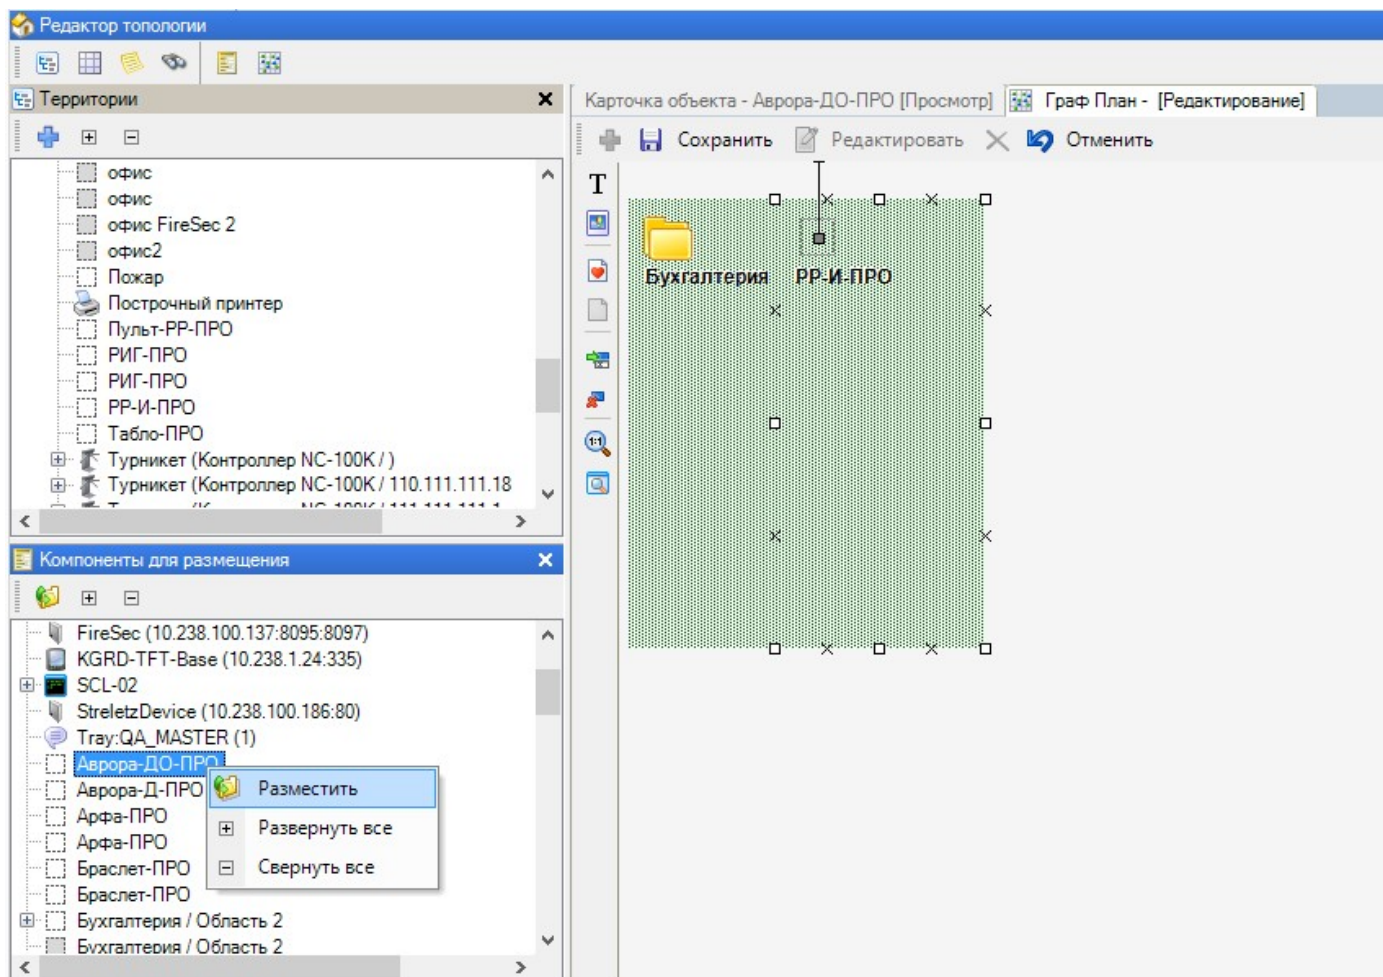 Редактор топологии
Территории
офис
офис
офис FireSec 2
офис2
Пожар
Построчный принтер
Пульт-РР-ПРО
РИГ-ПРО
РИГ-ПРО
РР-И-ПРО
Табло-ПРО
Турникет (Контроллер NC-100K / )
Турникет (Контроллер NC-100K / 110.111.111.18
Компоненты для размещения
FireSec (10.238.100.137:8095:8097)
KGRD-TFT-Base (10.238.1.24:335)
SCL-02
StreletzDevice (10.238.100.186:80)
Tray:QA_MASTER (1)
Аврора-ДО-ПРО
Аврора-Д-ПРО
Арфа-ПРО
Арфа-ПРО
Браслет-ПРО
Браслет-ПРО
Бухгалтерия / Область 2
Бухгалтерия / Область 2
Разместить
Развернуть все
Свернуть все
Карточка объекта - Аврора-ДО-ПРО [Просмотр]
Граф План - [Редактирование]
Сохранить
Редактировать
Отменить
T
1:1
Бухгалтерия
РР-И-ПРО